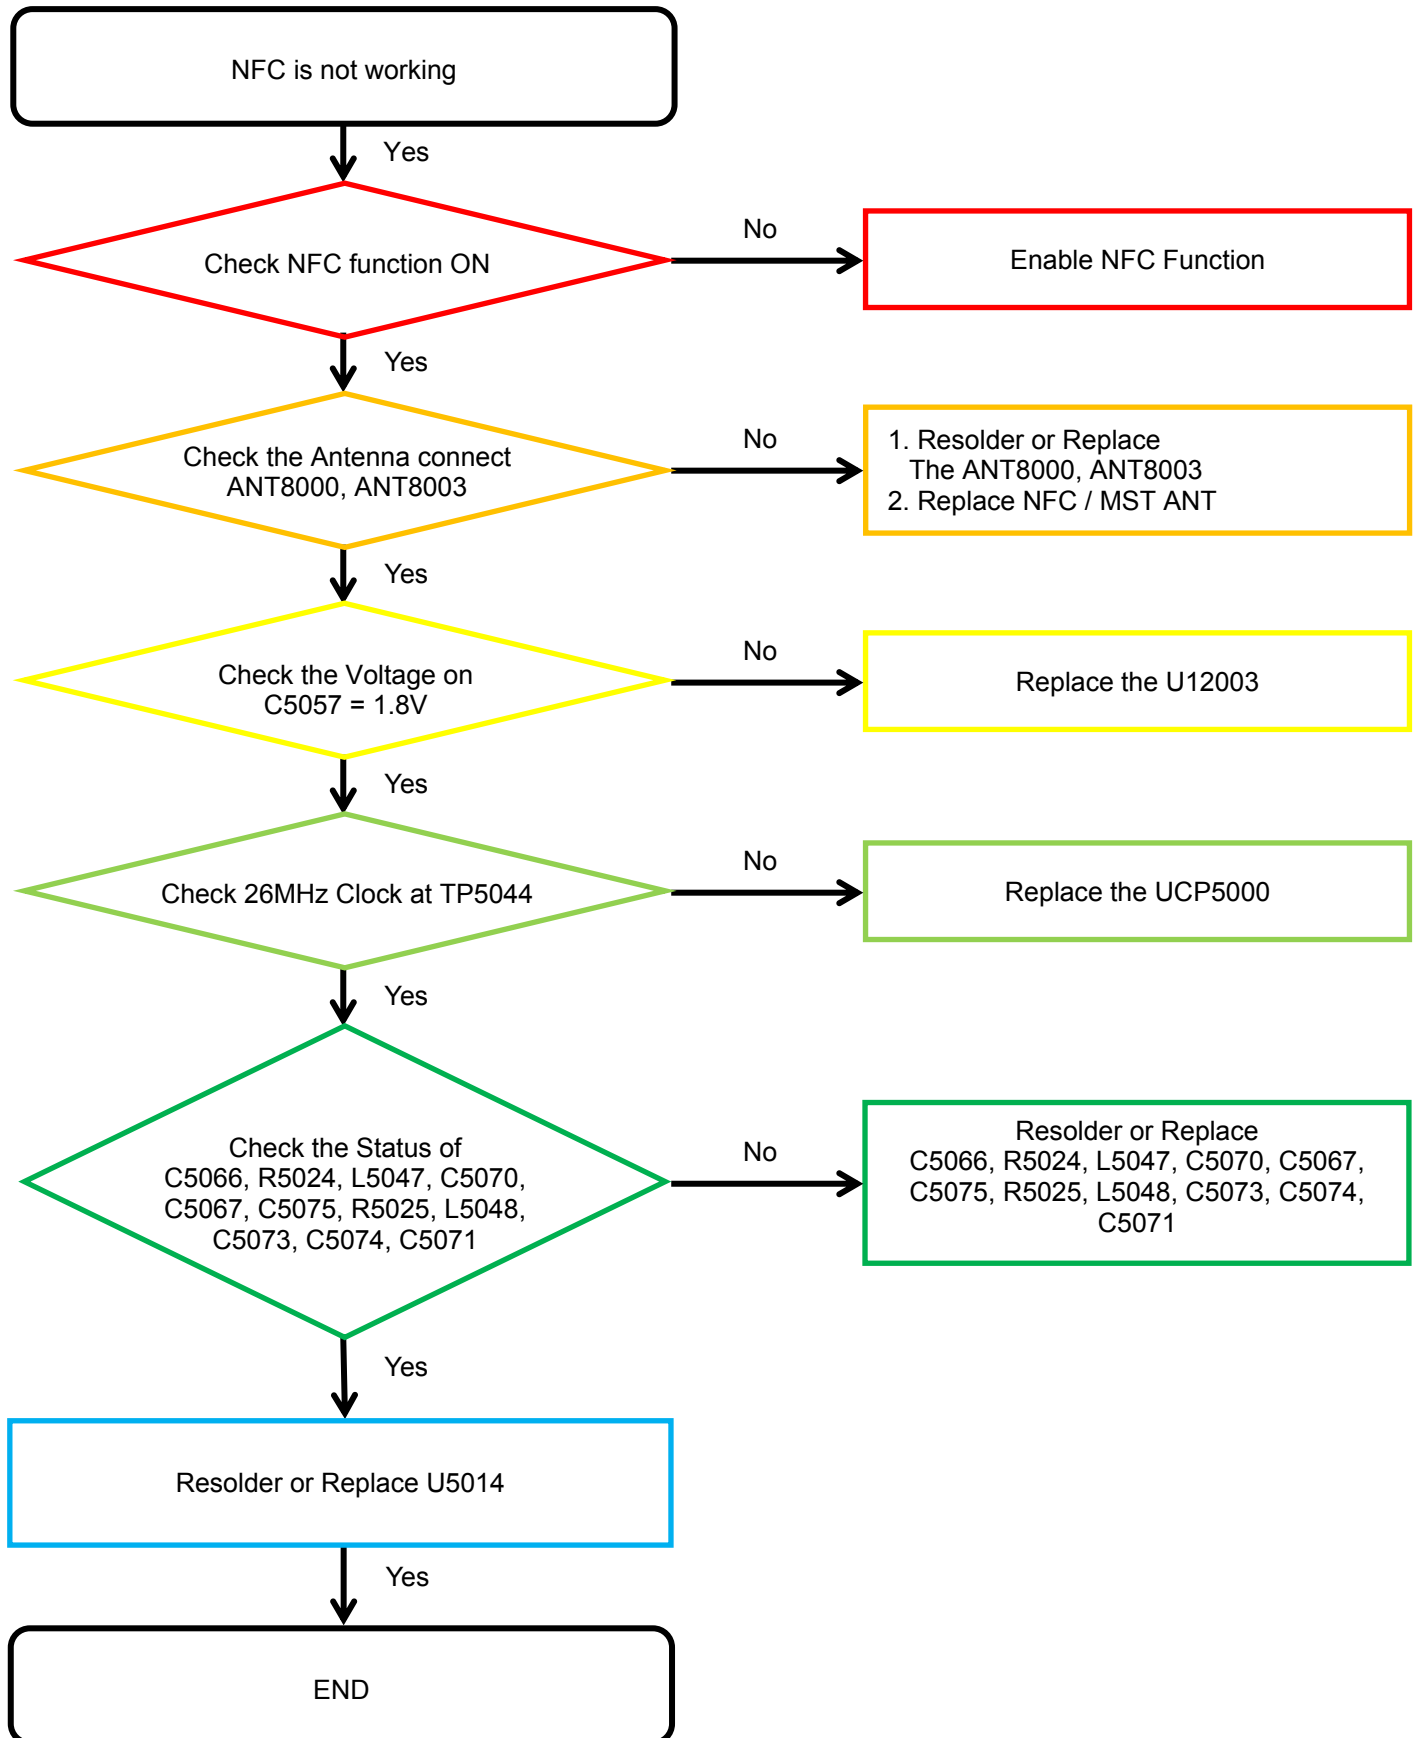 NFC is not working
Yes
Check NFC function ON
No
Enable NFC Function
Yes
Check the Antenna connect
ANT8000, ANT8003
No
1. Resolder or Replace
The ANT8000, ANT8003
2. Replace NFC / MST ANT
Yes
Check the Voltage on
C5057 = 1.8V
No
Replace the U12003
Yes
Check 26MHz Clock at TP5044
No
Replace the UCP5000
Yes
Check the Status of
C5066, R5024, L5047, C5070,
C5067, C5075, R5025, L5048,
C5073, C5074, C5071
No
Resolder or Replace
C5066, R5024, L5047, C5070, C5067,
C5075, R5025, L5048, C5073, C5074,
C5071
Yes
Resolder or Replace U5014
Yes
END